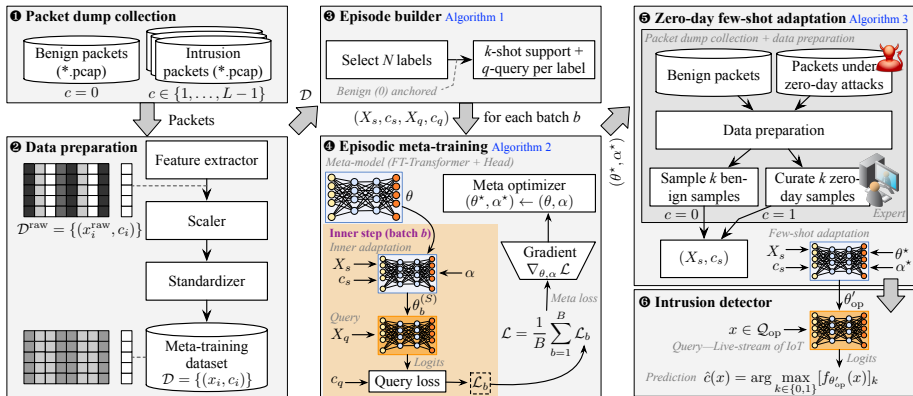 ❶ Packet dump collection
Benign packets
(*.pcap)
c = 0
Intrusion
packets (*.pcap)
c ∈ {1, . . . , L−1}
Packets
❷ Data preparation
Feature extractor
D^raw = {(x_i^raw, c_i)}
Scaler
Standardizer
Meta-training
dataset
D = {(x_i, c_i)}
D
❸ Episode builder Algorithm 1
Select N labels
k-shot support +
q-query per label
Benign (0) anchored
(X_s, c_s, X_q, c_q)
for each batch b
❹ Episodic meta-training Algorithm 2
Meta-model (FT-Transformer + Head)
θ
Meta optimizer
(θ*, α*) ← (θ, α)
Inner step (batch b)
Inner adaptation
X_s
c_s
α
θ_b^(S)
Gradient
∇_θ,α L
Meta loss
Query
X_q
Logits
L = 1/B ∑_{b=1}^{B} L_b
c_q
Query loss
L_b
(θ*, α*)
❺ Zero-day few-shot adaptation Algorithm 3
Packet dump collection + data preparation
Benign packets
Packets under
zero-day attacks
Data preparation
Sample k be-
nign samples
Curate k zero-
day samples
c = 0
c = 1
Expert
(X_s, c_s)
Few-shot adaptation
X_s
c_s
θ*
α*
θ′_op
❻ Intrusion detector
x ∈ Q_op
Query—Live-stream of IoT
Logits
Prediction ĉ(x) = arg max_{k∈{0,1}} [f_{θ′_op}(x)]_k